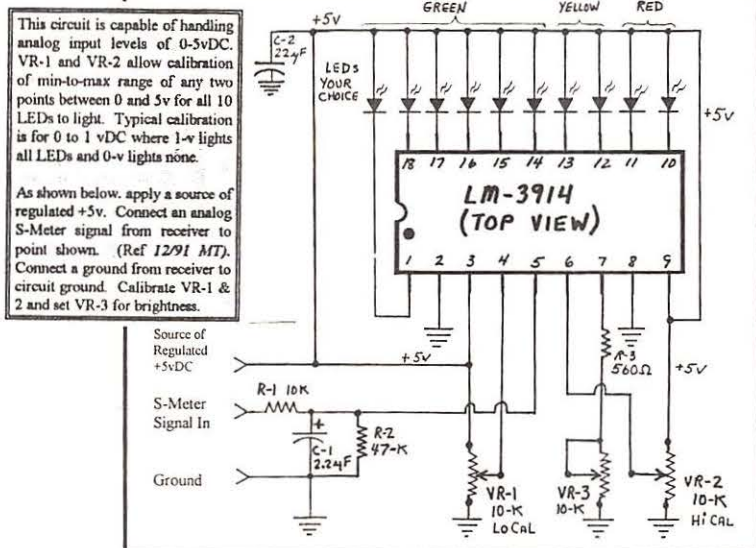 This circuit is capable of handling
analog input levels of 0-5vDC.
VR-1 and VR-2 allow calibration
of min-to-max range of any two
points between 0 and 5v for all 10
LEDs to light. Typical calibration
is for 0 to 1 vDC where 1-v lights
all LEDs and 0-v lights none.
As shown below. apply a source of
regulated +5v. Connect an analog
S-Meter signal from receiver to
point shown. (Ref 12/91 MT).
Connect a ground from receiver to
circuit ground. Calibrate VR-1 &
2 and set VR-3 for brightness.
GREEN YELLOW RED
+5v
C-2
22µF
LEDS
YOUR
CHOICE
+5v
18 17 16 15 14 13 12 11 10
LM-3914
(TOP VIEW)
1 2 3 4 5 6 7 8 9
R-3
560Ω
+5v
Source of
Regulated
+5vDC
+5v
R-1 10K
S-Meter
Signal In
+
C-1
2.2µF
R-2
47-K
Ground
VR-1
10-K
LO CAL
VR-3
10-K
VR-2
10-K
Hi CAL